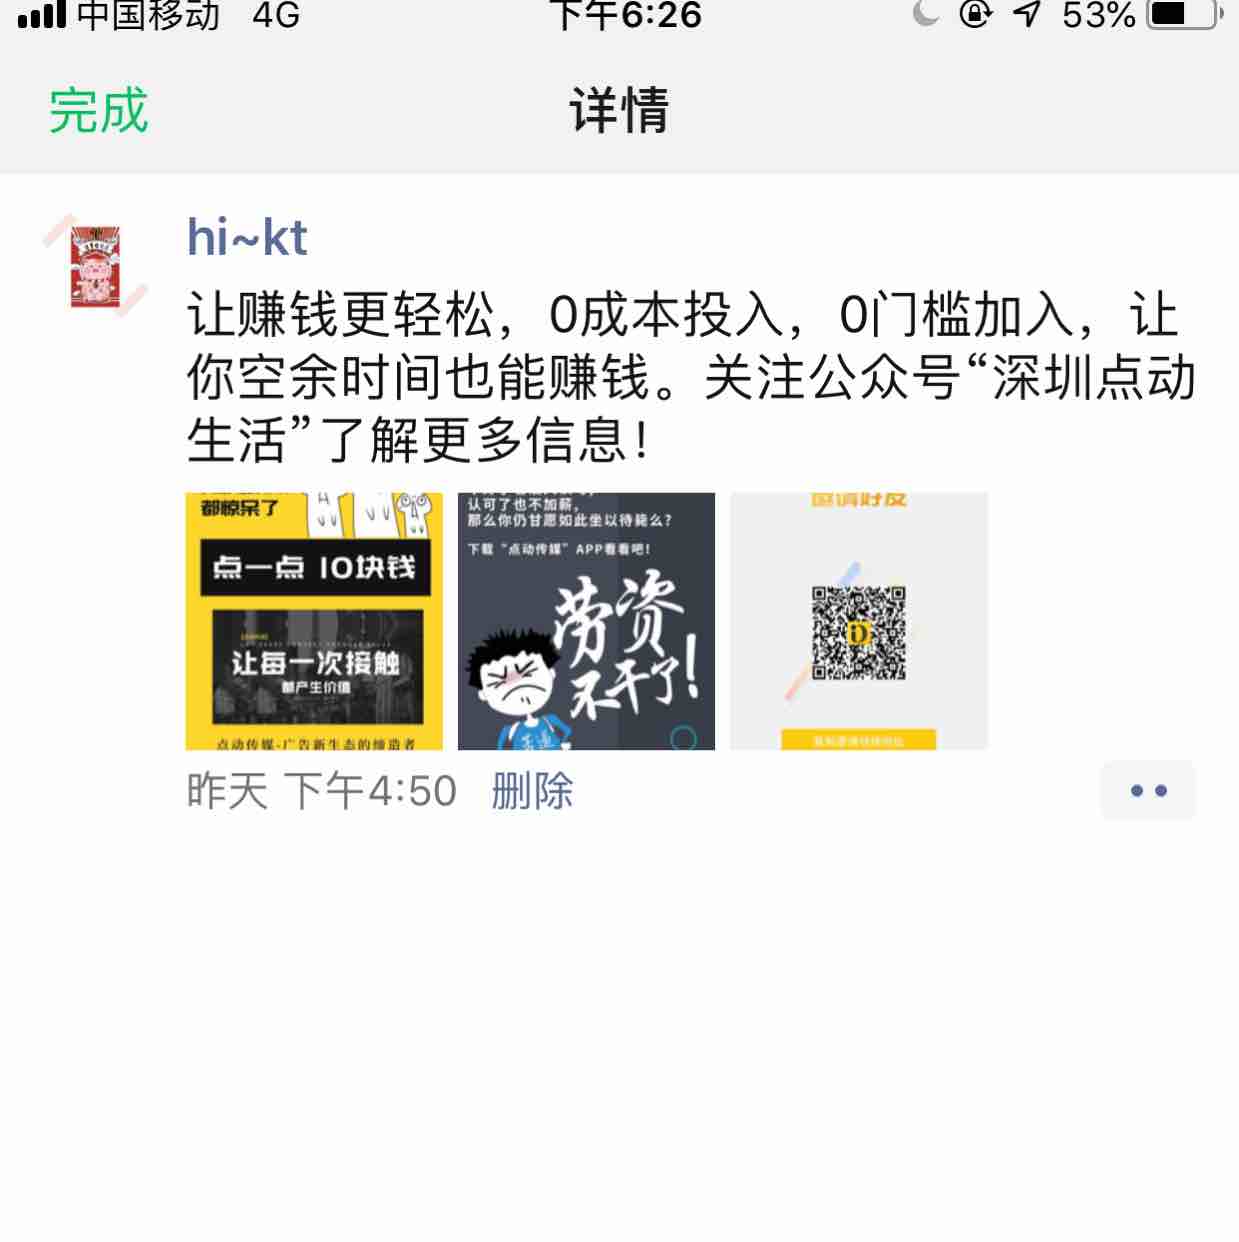 中国移动 4G 下午6:26 53%
完成 详情
hi~kt
让赚钱更轻松，0成本投入，0门槛加入，让
你空余时间也能赚钱。关注公众号“深圳点动
生活”了解更多信息！
都惊呆了
点一点 10块钱
让每一次接触
都产生价值
点动传媒-广告新生态的缔造者
认可了也不加薪，
那么你仍甘愿如此坐以待毙么？
下载“点动传媒”APP看看吧！
劳资
不干了！
邀请好友
昨天 下午4:50 删除